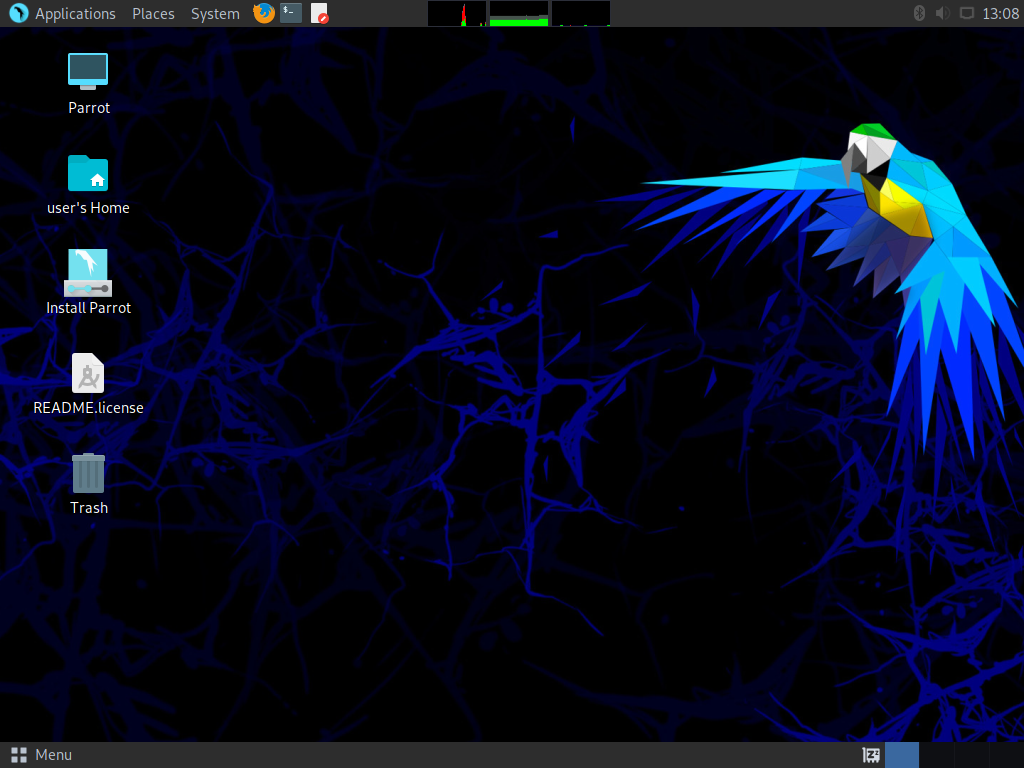 Applications Places System 13:08
Parrot
user's Home
Install Parrot
README.license
Trash
Menu